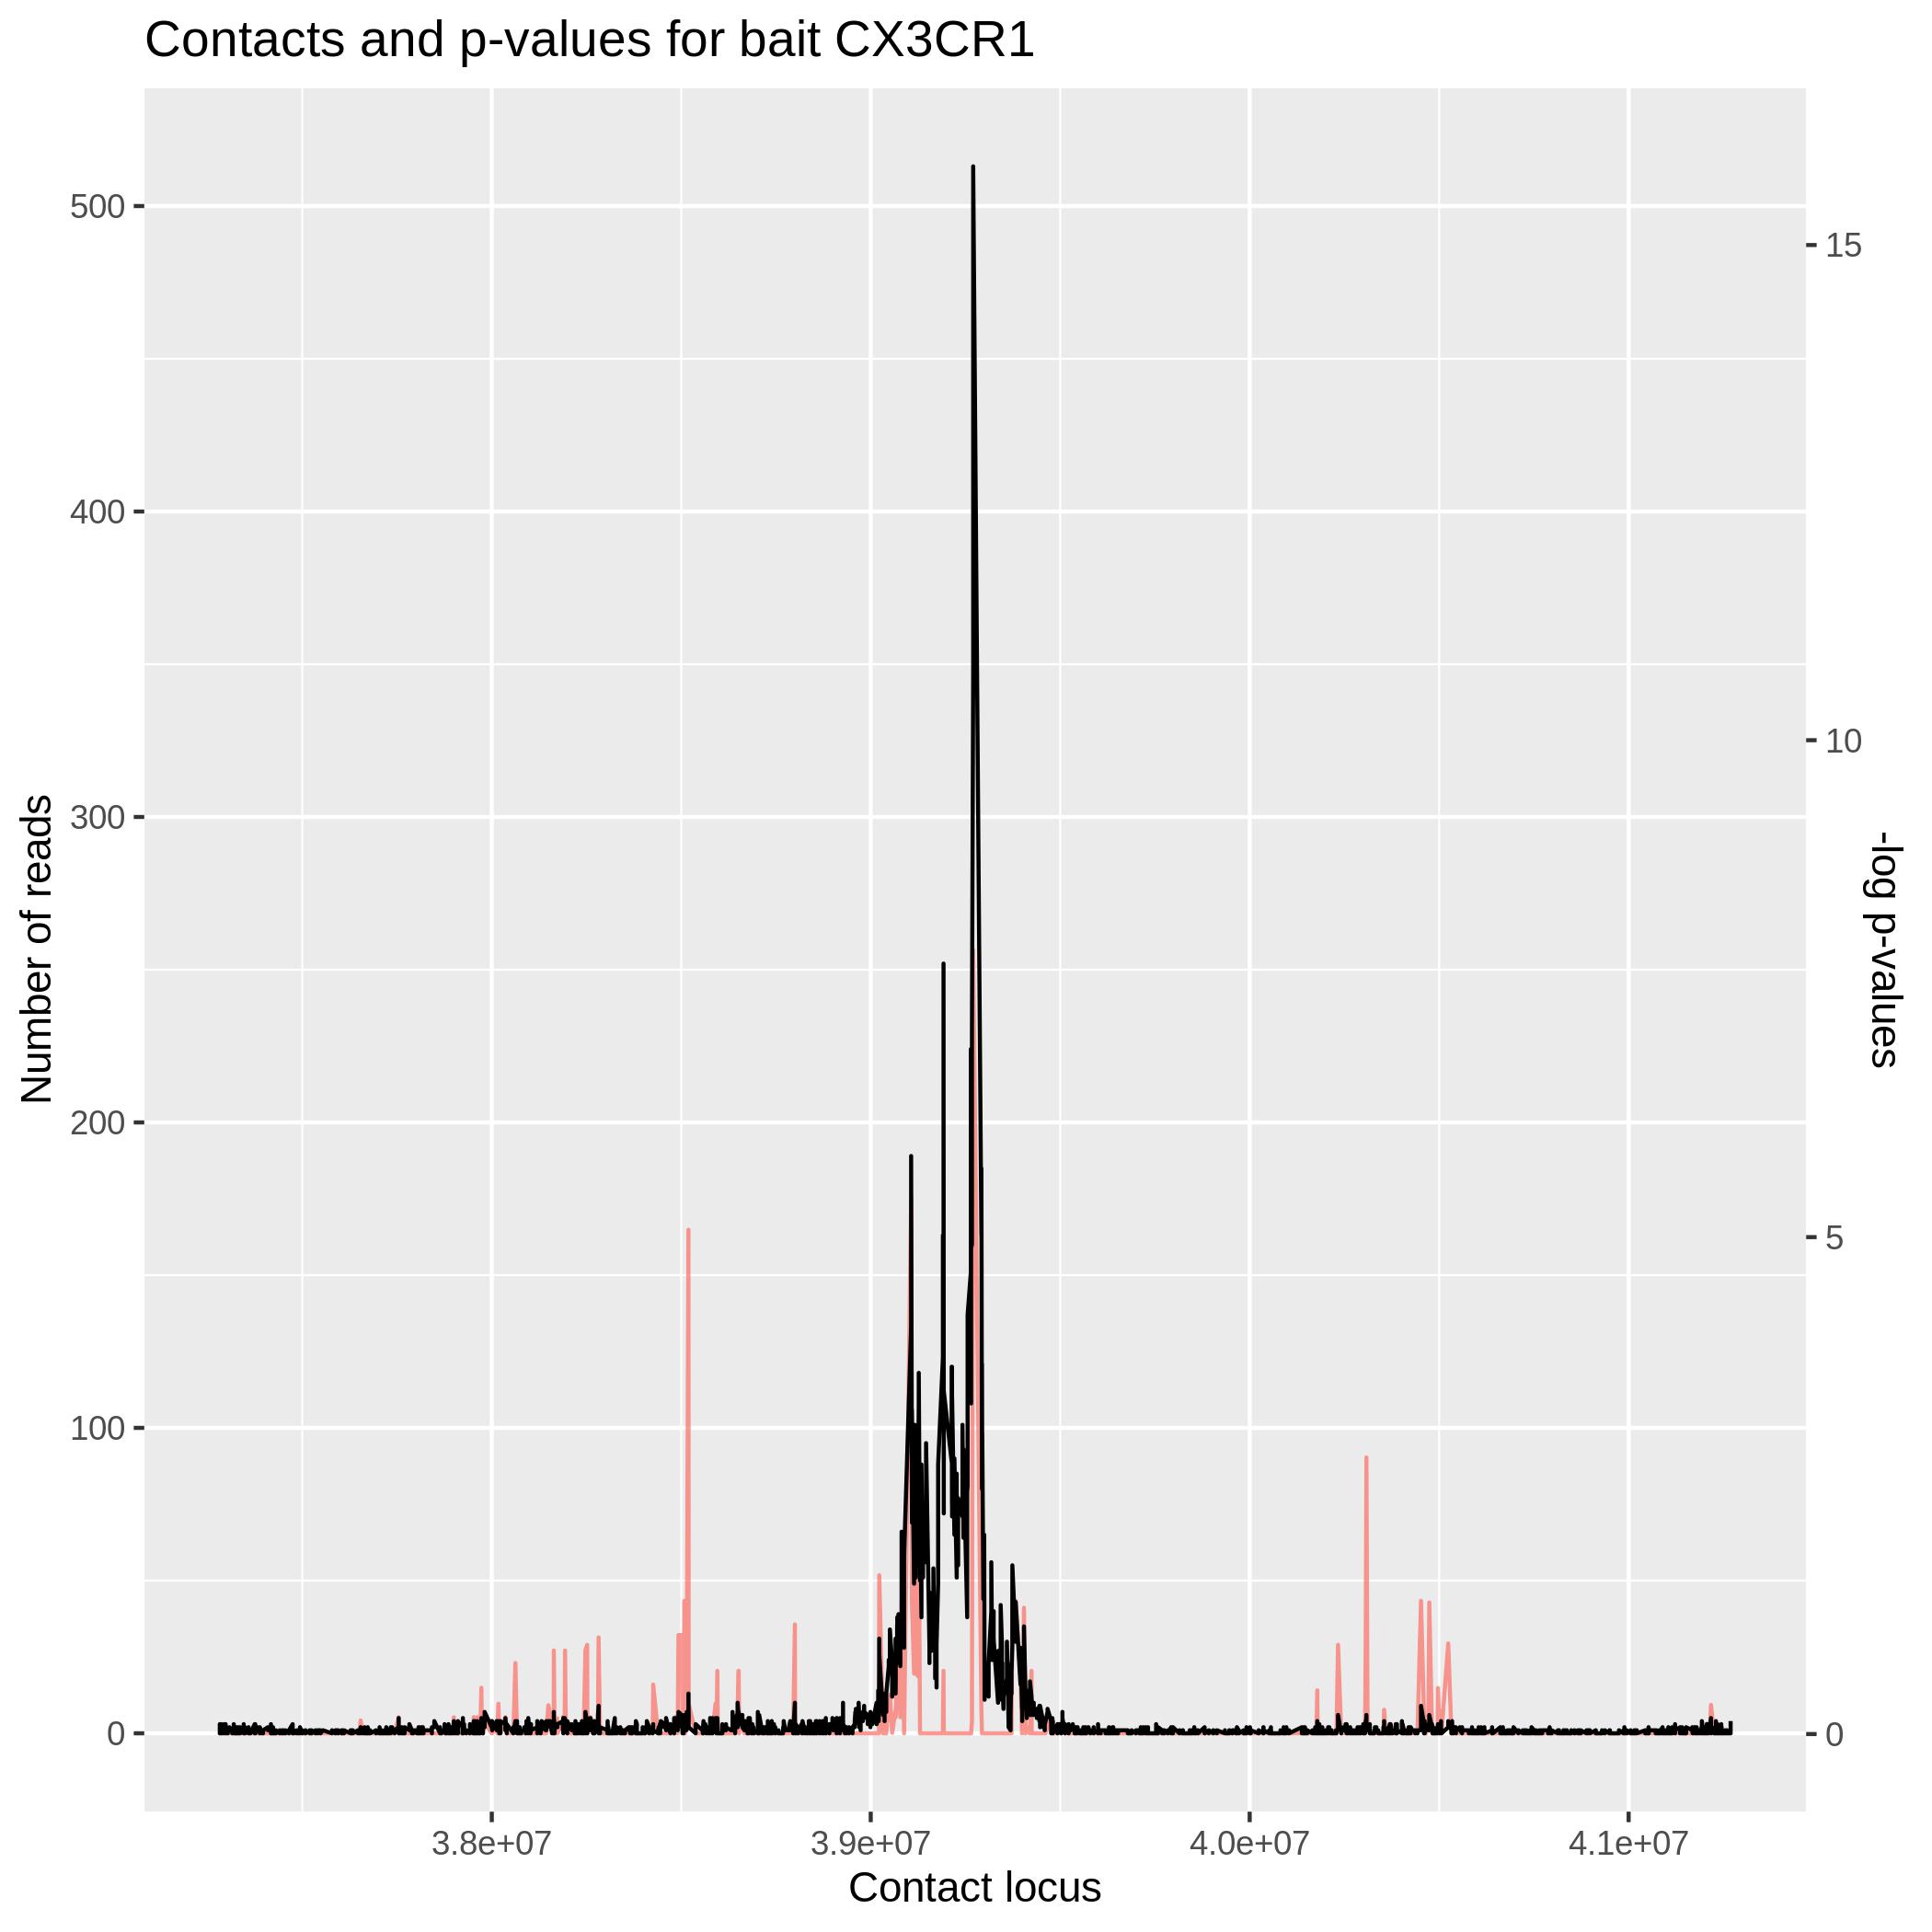 Contacts and p-values for bait CX3CR1
500
400
300
200
100
0
Number of reads
15
10
5
0
-log p-values
3.8e+07 3.9e+07 4.0e+07 4.1e+07
Contact locus